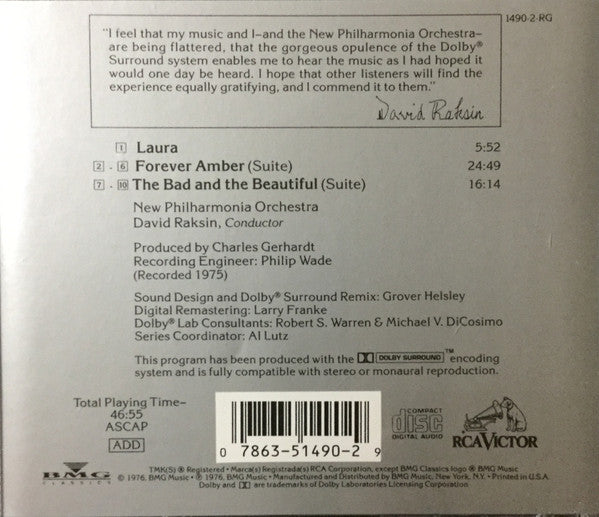 1490-2-RG
"I feel that my music and I–and the New Philharmonia Orchestra–
are being flattered, that the gorgeous opulence of the Dolby®
Surround system enables me to hear the music as I had hoped it
would one day be heard. I hope that other listeners will find the
experience equally gratifying, and I commend it to them."
David Raksin
1 Laura 5:52
2 - 6 Forever Amber (Suite) 24:49
7 - 10 The Bad and the Beautiful (Suite) 16:14
New Philharmonia Orchestra
David Raksin, Conductor
Produced by Charles Gerhardt
Recording Engineer: Philip Wade
(Recorded 1975)
Sound Design and Dolby® Surround Remix: Grover Helsley
Digital Remastering: Larry Franke
Dolby® Lab Consultants: Robert S. Warren & Michael V. DiCosimo
Series Coordinator: Al Lutz
This program has been produced with the DOLBY SURROUND™ encoding
system and is fully compatible with stereo or monaural reproduction.
Total Playing Time–
46:55
ASCAP
ADD
0 7863-51490-2 9
COMPACT
disc
DIGITAL AUDIO
RCA VICTOR
BMG
CLASSICS
TMK(S) ® Registered • Marca(s) Registrada(s) RCA Corporation, except BMG Classics logo ® BMG Music
© 1976, BMG Music • ℗ 1976, BMG Music • Manufactured and Distributed by BMG Music, New York, N.Y. • Printed in U.S.A.
Dolby and are trademarks of Dolby Laboratories Licensing Corporation